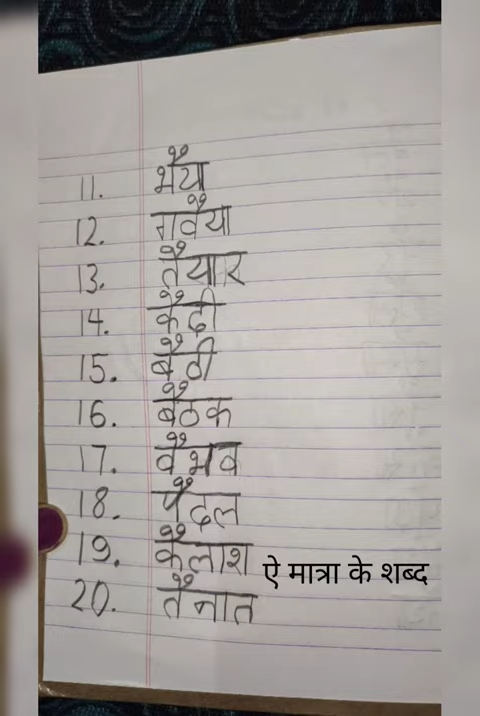 11. भैया
12. गवैया
13. तैयार
14. कैदी
15. बैठी
16. बैठक
17. वैभव
18. पैदल
19. कैलाश
ऐ मात्रा के शब्द
20. तैनात